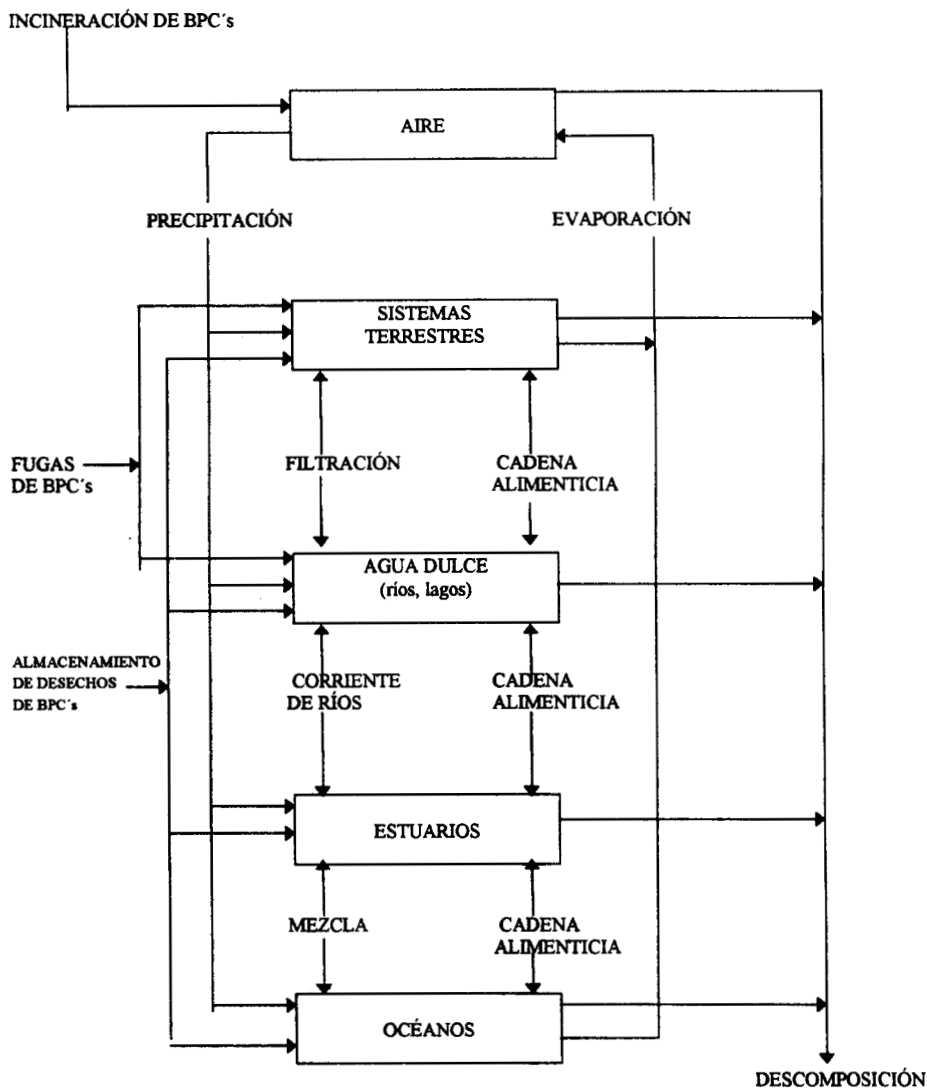 INCINERACIÓN DE BPC´s
AIRE
PRECIPITACIÓN
EVAPORACIÓN
SISTEMAS
TERRESTRES
FUGAS
DE BPC´s
FILTRACIÓN
CADENA
ALIMENTICIA
AGUA DULCE
(ríos, lagos)
ALMACENAMIENTO
DE DESECHOS
DE BPC´s
CORRIENTE
DE RÍOS
CADENA
ALIMENTICIA
ESTUARIOS
MEZCLA
CADENA
ALIMENTICIA
OCÉANOS
DESCOMPOSICIÓN